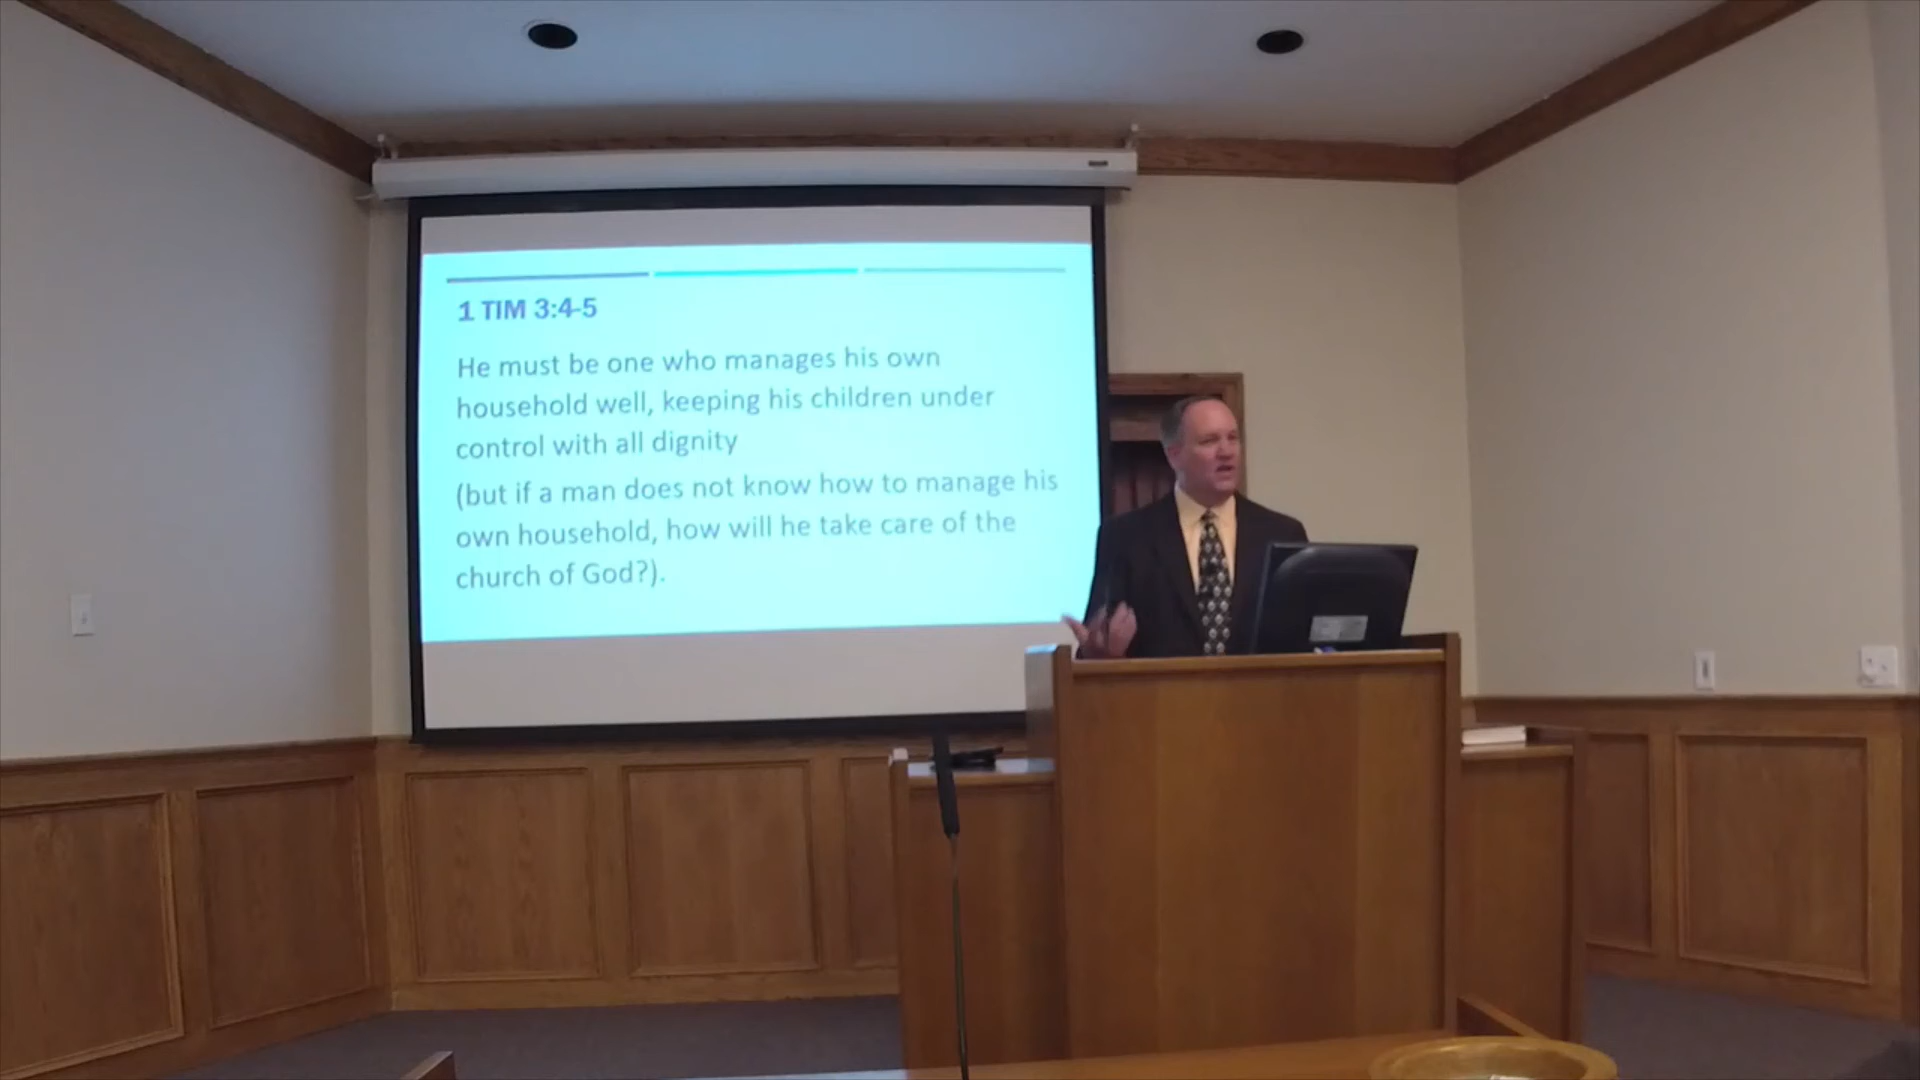 1 TIM 3:4-5
He must be one who manages his own
household well, keeping his children under
control with all dignity
(but if a man does not know how to manage his
own household, how will he take care of the
church of God?).